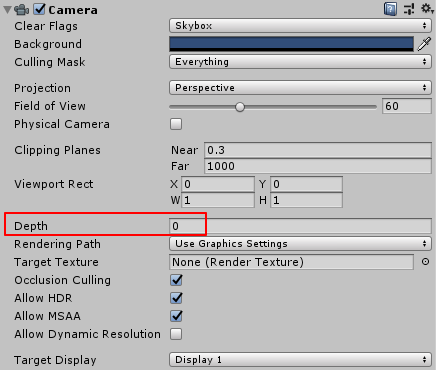 Camera
Clear Flags Skybox
Background
Culling Mask Everything
Projection Perspective
Field of View 60
Physical Camera
Clipping Planes Near 0.3
Far 1000
Viewport Rect X 0 Y 0
W 1 H 1
Depth 0
Rendering Path Use Graphics Settings
Target Texture None (Render Texture)
Occlusion Culling
Allow HDR
Allow MSAA
Allow Dynamic Resolution
Target Display Display 1